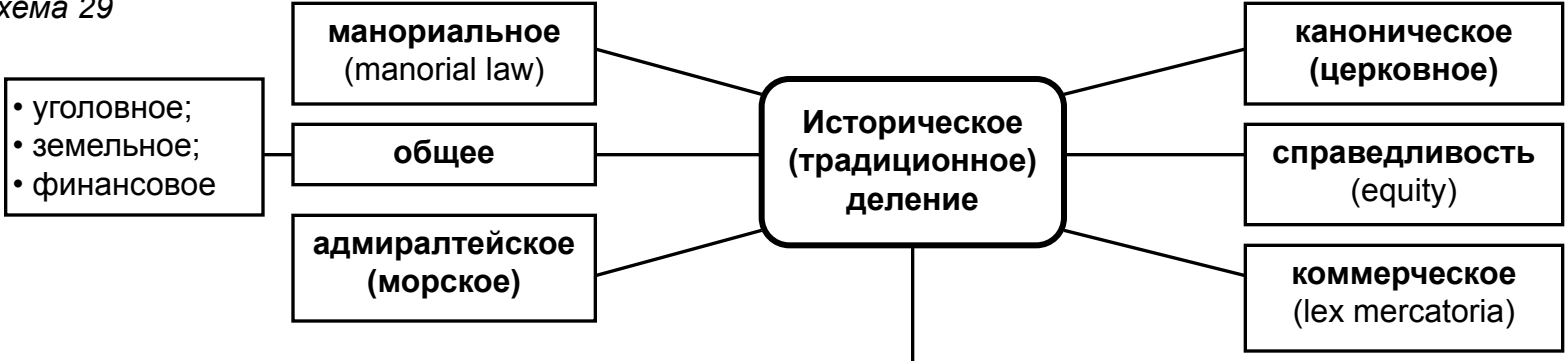 хема 29
манориальное
(manorial law)
• уголовное;
• земельное;
• финансовое
общее
адмиралтейское
(морское)
Историческое
(традиционное)
деление
каноническое
(церковное)
справедливость
(equity)
коммерческое
(lex mercatoria)